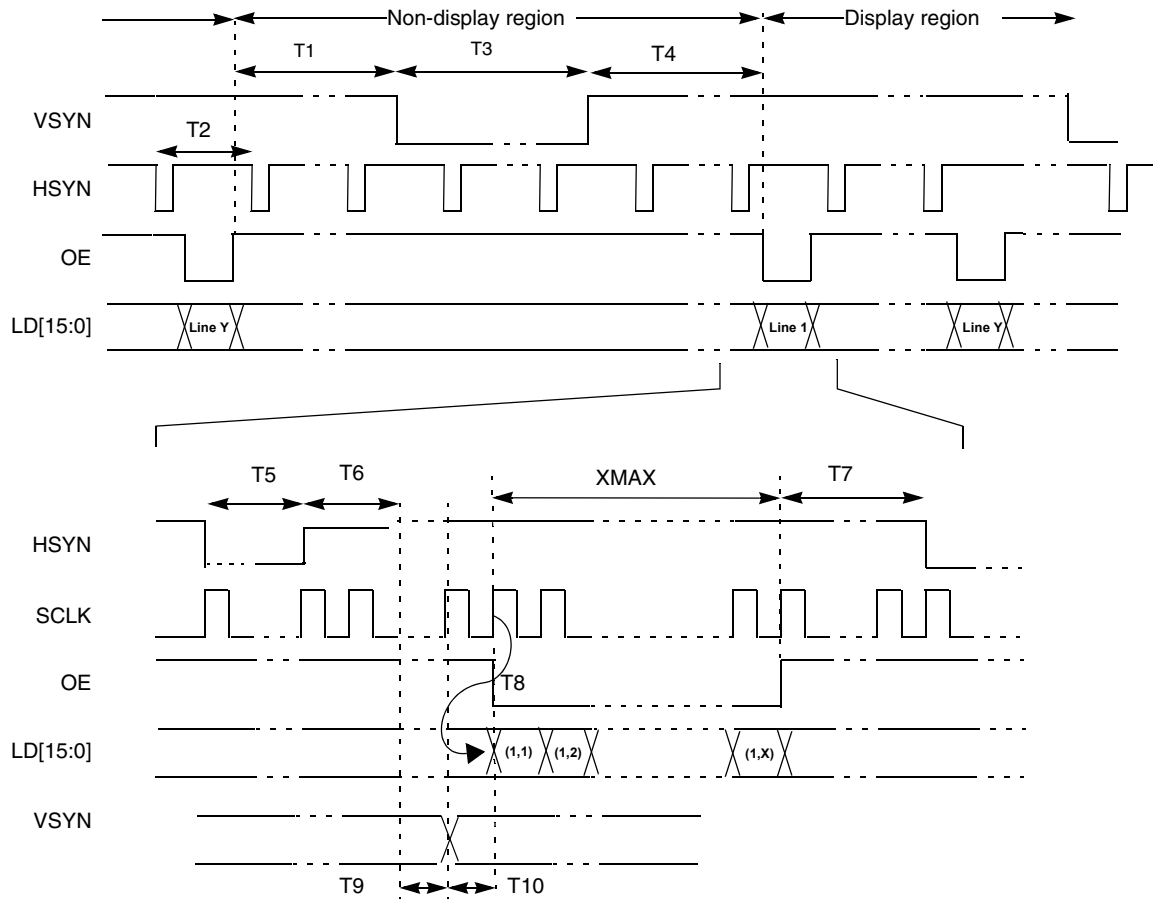 Non-display region
Display region
T1
T3
T4
VSYN
T2
HSYN
OE
LD[15:0]
Line Y
Line 1
Line Y
T5
T6
XMAX
T7
HSYN
SCLK
OE
T8
LD[15:0]
(1,1)
(1,2)
(1,X)
VSYN
T9
T10